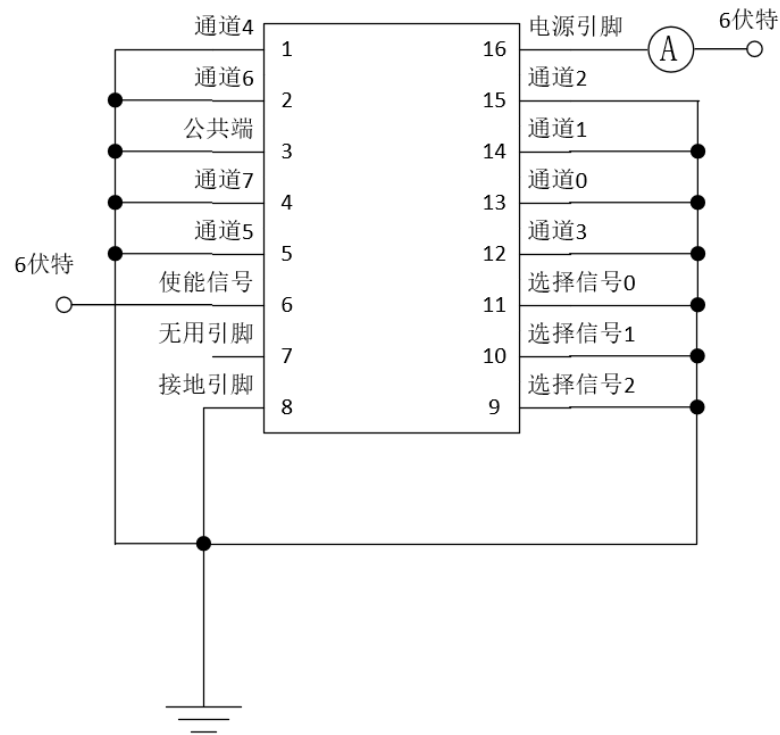 通道4
1
通道6
2
公共端
3
通道7
4
通道5
5
6伏特
使能信号
6
无用引脚
7
接地引脚
8
16
电源引脚
A
6伏特
15
通道2
14
通道1
13
通道0
12
通道3
11
选择信号0
10
选择信号1
9
选择信号2